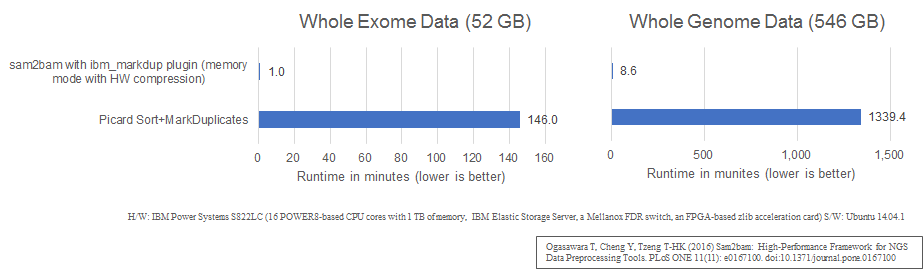 Whole Exome Data (52 GB)
Whole Genome Data (546 GB)
sam2bam with ibm_markdup plugin (memory
mode with HW compression)
1.0
8.6
Picard Sort+MarkDuplicates
146.0
1339.4
0 20 40 60 80 100 120 140 160
0 500 1,000 1,500
Runtime in minutes (lower is better)
Runtime in munites (lower is better)
H/W: IBM Power Systems S822LC (16 POWER8-based CPU cores with 1 TB of memory, IBM Elastic Storage Server, a Mellanox FDR switch, an FPGA-based zlib acceleration card) S/W: Ubuntu 14.04.1
Ogasawara T, Cheng Y, Tzeng T-HK (2016) Sam2bam: High-Performance Framework for NGS
Data Preprocessing Tools. PLoS ONE 11(11): e0167100. doi:10.1371/journal.pone.0167100